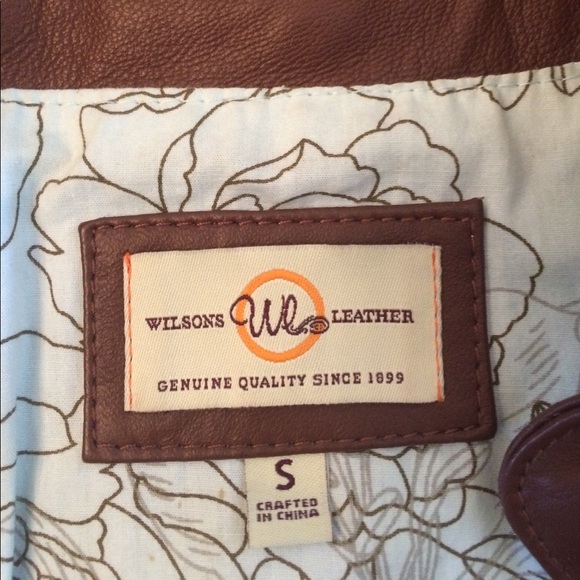 WILSONS Wl LEATHER
GENUINE QUALITY SINCE 1899
S
CRAFTED
IN CHINA